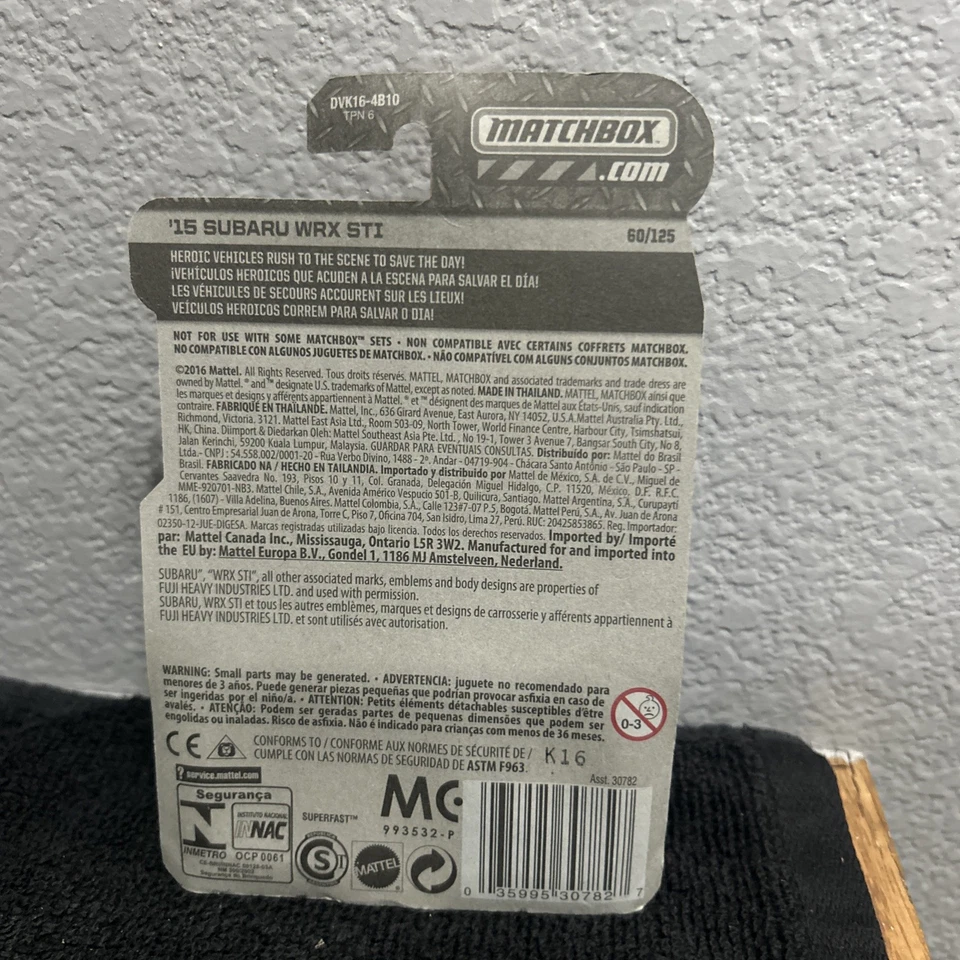 DVK16-4B10
TPN 6
MATCHBOX
.com
'15 SUBARU WRX STI
60/125
HEROIC VEHICLES RUSH TO THE SCENE TO SAVE THE DAY!
¡VEHÍCULOS HEROICOS QUE ACUDEN A LA ESCENA PARA SALVAR EL DÍA!
LES VÉHICULES DE SECOURS ACCOURENT SUR LES LIEUX!
VEÍCULOS HEROICOS CORREM PARA SALVAR O DIA!
NOT FOR USE WITH SOME MATCHBOX™ SETS • NON COMPATIBLE AVEC CERTAINS COFFRETS MATCHBOX.
NO COMPATIBLE CON ALGUNOS JUGUETES DE MATCHBOX. • NÃO COMPATÍVEL COM ALGUNS CONJUNTOS MATCHBOX.
©2016 Mattel. All Rights Reserved. Tous droits réservés. MATTEL, MATCHBOX and associated trademarks and trade dress are
owned by Mattel. ® and ™ designate U.S. trademarks of Mattel, except as noted. MADE IN THAILAND. MATTEL, MATCHBOX ainsi que
les marques et designs y afférents appartiennent à Mattel. ® et ™ désignent des marques de Mattel aux États-Unis, sauf indication
contraire. FABRIQUÉ EN THAÏLANDE. Mattel, Inc., 636 Girard Avenue, East Aurora, NY 14052, U.S.A. Mattel Australia Pty. Ltd.,
Richmond, Victoria. 3121. Mattel East Asia Ltd., Room 503-09, North Tower, World Finance Centre, Harbour City, Tsimshatsui,
HK, China. Diimport & Diedarkan Oleh: Mattel Southeast Asia Pte. Ltd., No 19-1, Tower 3 Avenue 7, Bangsar South City, No 8,
Jalan Kerinchi, 59200 Kuala Lumpur, Malaysia. GUARDAR PARA EVENTUAIS CONSULTAS. Distribuído por: Mattel do Brasil
Ltda.- CNPJ : 54.558.002/0001-20 - Rua Verbo Divino, 1488 - 2º. Andar - 04719-904 - Chácara Santo Antônio - São Paulo - SP -
Brasil. FABRICADO NA / HECHO EN TAILANDIA. Importado y distribuido por Mattel de México, S.A. de C.V., Miguel de
Cervantes Saavedra No. 193, Pisos 10 y 11, Col. Granada, Delegación Miguel Hidalgo, C.P. 11520, México, D.F. R.F.C.
MME-920701-NB3. Mattel Chile, S.A., Avenida Américo Vespucio 501-B, Quilicura, Santiago. Mattel Argentina, S.A., Curupayti
1186, (1607) - Villa Adelina, Buenos Aires. Mattel Colombia, S.A., Calle 123#7-07 P.5, Bogotá. Mattel Perú, S.A., Av. Juan de Arona
# 151, Centro Empresarial Juan de Arona, Torre C, Piso 7, Oficina 704, San Isidro, Lima 27, Perú. RUC: 20425853865. Reg. Importador:
02350-12-JUE-DIGESA. Marcas registradas utilizadas bajo licencia. Todos los derechos reservados. Imported by/ Importé
par: Mattel Canada Inc., Mississauga, Ontario L5R 3W2. Manufactured for and imported into
the EU by: Mattel Europa B.V., Gondel 1, 1186 MJ Amstelveen, Nederland.
SUBARU", "WRX STI", all other associated marks, emblems and body designs are properties of
FUJI HEAVY INDUSTRIES LTD. and used with permission.
SUBARU, WRX STI et tous les autres emblèmes, marques et designs de carrosserie y afférents appartiennent à
FUJI HEAVY INDUSTRIES LTD. et sont utilisés avec autorisation.
WARNING: Small parts may be generated. • ADVERTENCIA: juguete no recomendado para
menores de 3 años. Puede generar piezas pequeñas que podrían provocar asfixia en caso de
ser ingeridas por el niño/a. • ATTENTION: Petits éléments détachables susceptibles d'être
avalés. • ATENÇÃO: Podem ser geradas partes de pequenas dimensões que podem ser
engolidas ou inaladas. Risco de asfixia. Não é indicado para crianças com menos de 36 meses.
0-3
CE
CONFORMS TO / CONFORME AUX NORMES DE SÉCURITÉ DE /
CUMPLE CON LAS NORMAS DE SEGURIDAD DE ASTM F963.
K16
? service.mattel.com
Asst. 30782
Segurança
INSTITUTO NACIONAL
INNAC
INMETRO OCP 0061
SUPERFAST™
MC
993532-P
S
MATTEL
0 35995 30782 7